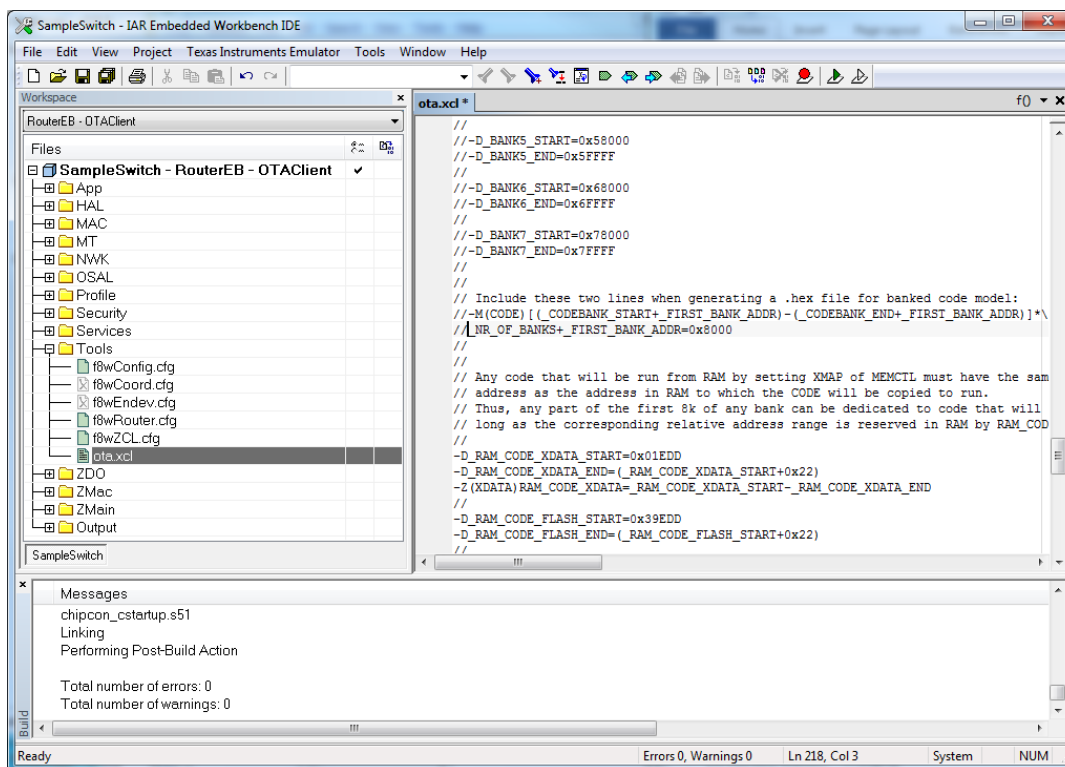 SampleSwitch - IAR Embedded Workbench IDE
File Edit View Project Texas Instruments Emulator Tools Window Help
Workspace
RouterEB - OTAClient
Files
SampleSwitch - RouterEB - OTAClient
App
HAL
MAC
MT
NWK
OSAL
Profile
Security
Services
Tools
f8wConfig.cfg
f8wCoord.cfg
f8wEndev.cfg
f8wRouter.cfg
f8wZCL.cfg
ota.xcl
ZDO
ZMac
ZMain
Output
SampleSwitch
ota.xcl *
f()
//
//-D_BANK5_START=0x58000
//-D_BANK5_END=0x5FFFF
//
//-D_BANK6_START=0x68000
//-D_BANK6_END=0x6FFFF
//
//-D_BANK7_START=0x78000
//-D_BANK7_END=0x7FFFF
//
//
// Include these two lines when generating a .hex file for banked code model:
//-M(CODE)[(_CODEBANK_START+_FIRST_BANK_ADDR)-(_CODEBANK_END+_FIRST_BANK_ADDR)]*\
//_NR_OF_BANKS+_FIRST_BANK_ADDR=0x8000
//
//
// Any code that will be run from RAM by setting XMAP of MEMCTL must have the sam
// address as the address in RAM to which the CODE will be copied to run.
// Thus, any part of the first 8k of any bank can be dedicated to code that will
// long as the corresponding relative address range is reserved in RAM by RAM_COD
//
-D_RAM_CODE_XDATA_START=0x01EDD
-D_RAM_CODE_XDATA_END=(_RAM_CODE_XDATA_START+0x22)
-Z(XDATA)RAM_CODE_XDATA=_RAM_CODE_XDATA_START-_RAM_CODE_XDATA_END
//
-D_RAM_CODE_FLASH_START=0x39EDD
-D_RAM_CODE_FLASH_END=(_RAM_CODE_FLASH_START+0x22)
//
Messages
chipcon_cstartup.s51
Linking
Performing Post-Build Action
Total number of errors: 0
Total number of warnings: 0
Build
Ready
Errors 0, Warnings 0
Ln 218, Col 3
System
NUM